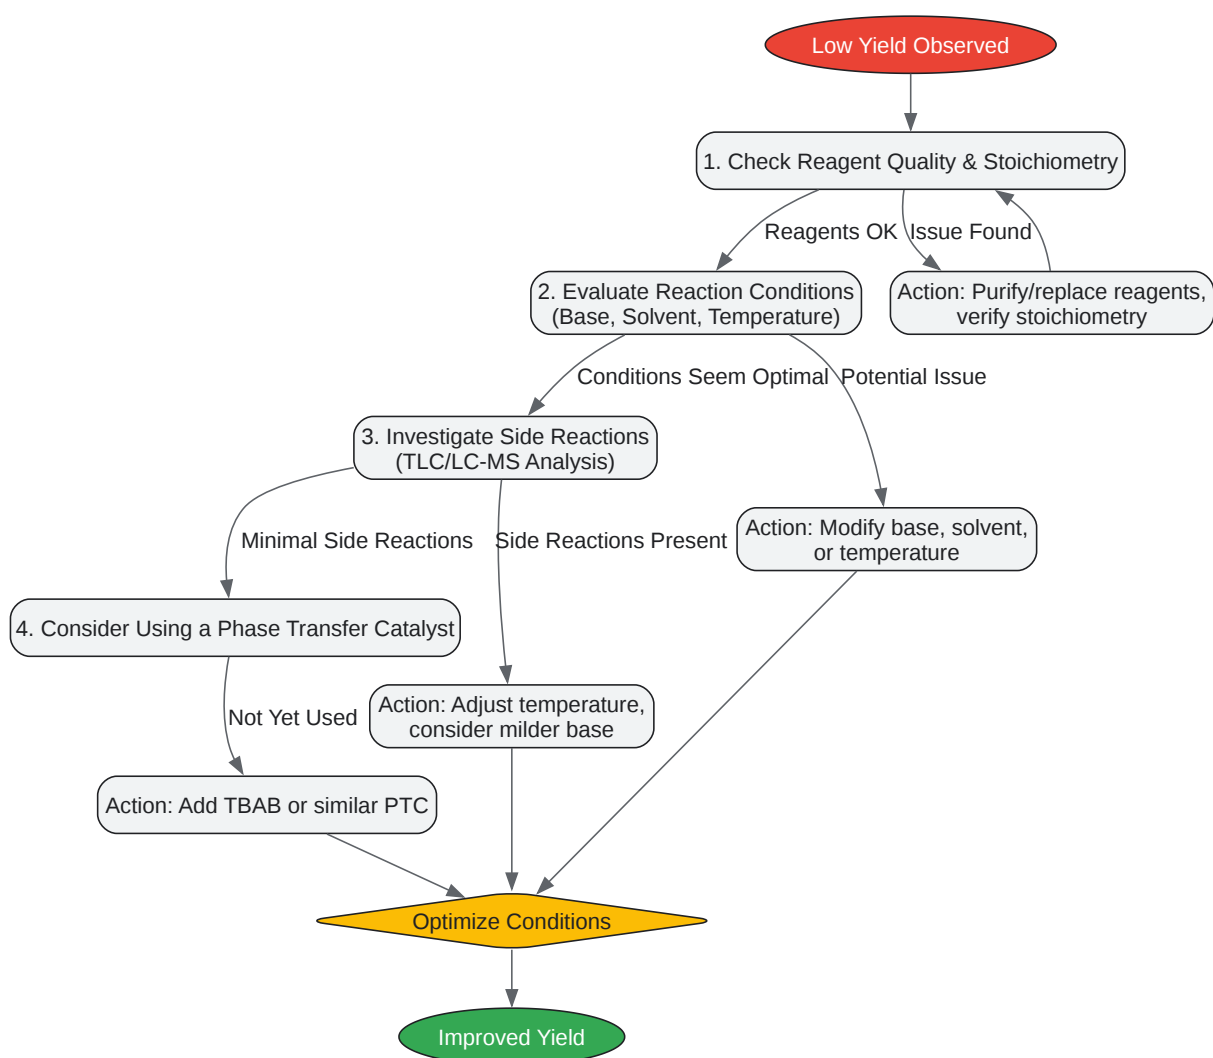 Low Yield Observed
1. Check Reagent Quality & Stoichiometry
Reagents OK
Issue Found
2. Evaluate Reaction Conditions
(Base, Solvent, Temperature)
Action: Purify/replace reagents,
verify stoichiometry
Conditions Seem Optimal
Potential Issue
3. Investigate Side Reactions
(TLC/LC-MS Analysis)
Minimal Side Reactions
Side Reactions Present
Action: Modify base, solvent,
or temperature
4. Consider Using a Phase Transfer Catalyst
Not Yet Used
Action: Adjust temperature,
consider milder base
Action: Add TBAB or similar PTC
Optimize Conditions
Improved Yield